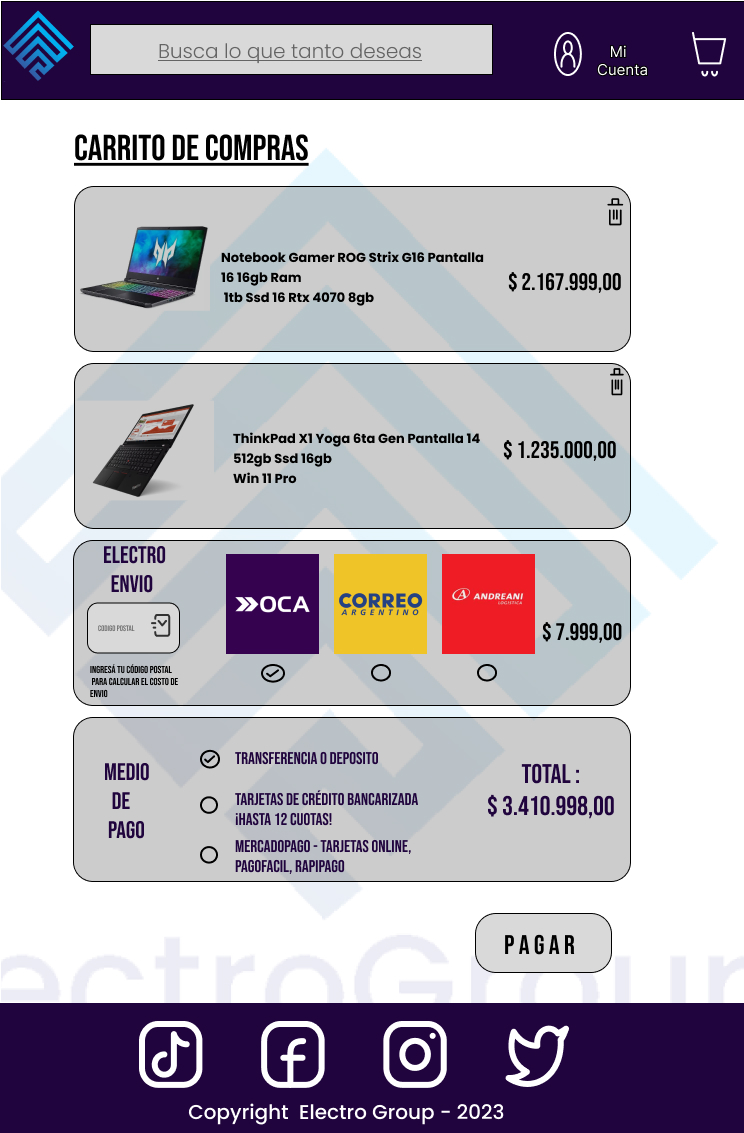 Busca lo que tanto deseas
Mi
Cuenta
CARRITO DE COMPRAS
Notebook Gamer ROG Strix G16 Pantalla
16 16gb Ram
1tb Ssd 16 Rtx 4070 8gb
$ 2.167.999,00
ThinkPad X1 Yoga 6ta Gen Pantalla 14
512gb Ssd 16gb
Win 11 Pro
$ 1.235.000,00
ELECTRO
ENVIO
CODIGO POSTAL
INGRESÁ TU CÓDIGO POSTAL
PARA CALCULAR EL COSTO DE
ENVIO
OCA
CORREO
ARGENTINO
ANDREANI
LOGISTICA
$ 7.999,00
MEDIO
DE
PAGO
TRANSFERENCIA O DEPOSITO
TARJETAS DE CRÉDITO BANCARIZADA
¡HASTA 12 CUOTAS!
MERCADOPAGO - TARJETAS ONLINE,
PAGOFACIL, RAPIPAGO
TOTAL :
$ 3.410.998,00
PAGAR
ectroGroup
Copyright Electro Group - 2023